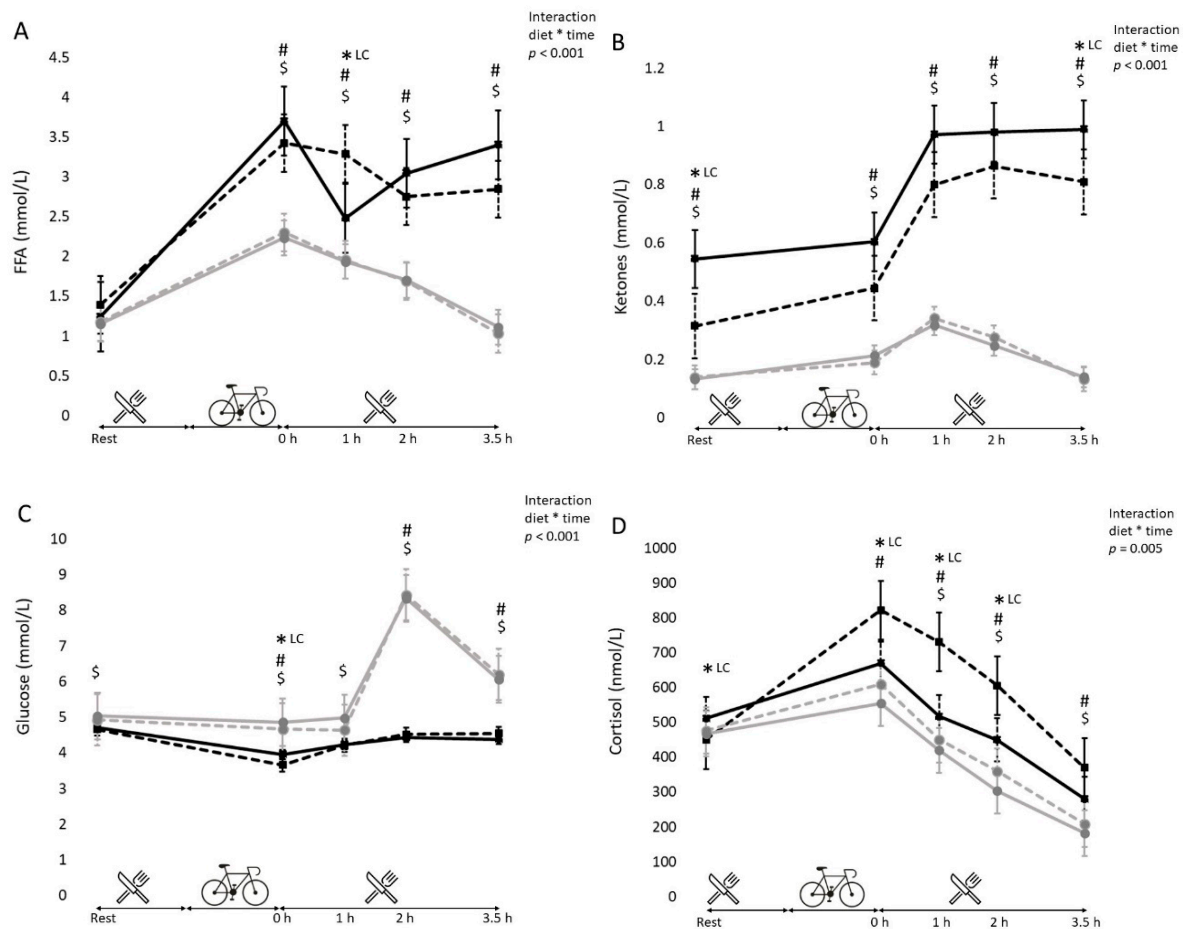 A
Interaction
diet * time
p < 0.001
FFA (mmol/L)
4.5
4
3.5
3
2.5
2
1.5
1
0.5
0
#
$
* LC
#
$
#
$
#
$
Rest
0 h
1 h
2 h
3.5 h
B
Interaction
diet * time
p < 0.001
Ketones (mmol/L)
1.2
1
0.8
0.6
0.4
0.2
0
* LC
#
$
#
$
#
$
#
$
* LC
#
$
Rest
0 h
1 h
2 h
3.5 h
C
Interaction
diet * time
p < 0.001
Glucose (mmol/L)
10
9
8
7
6
5
4
3
2
1
0
$
* LC
#
$
$
#
$
#
$
Rest
0 h
1 h
2 h
3.5 h
D
Interaction
diet * time
p = 0.005
Cortisol (nmol/L)
1000
900
800
700
600
500
400
300
200
100
0
* LC
* LC
#
* LC
#
$
* LC
#
$
#
$
Rest
0 h
1 h
2 h
3.5 h